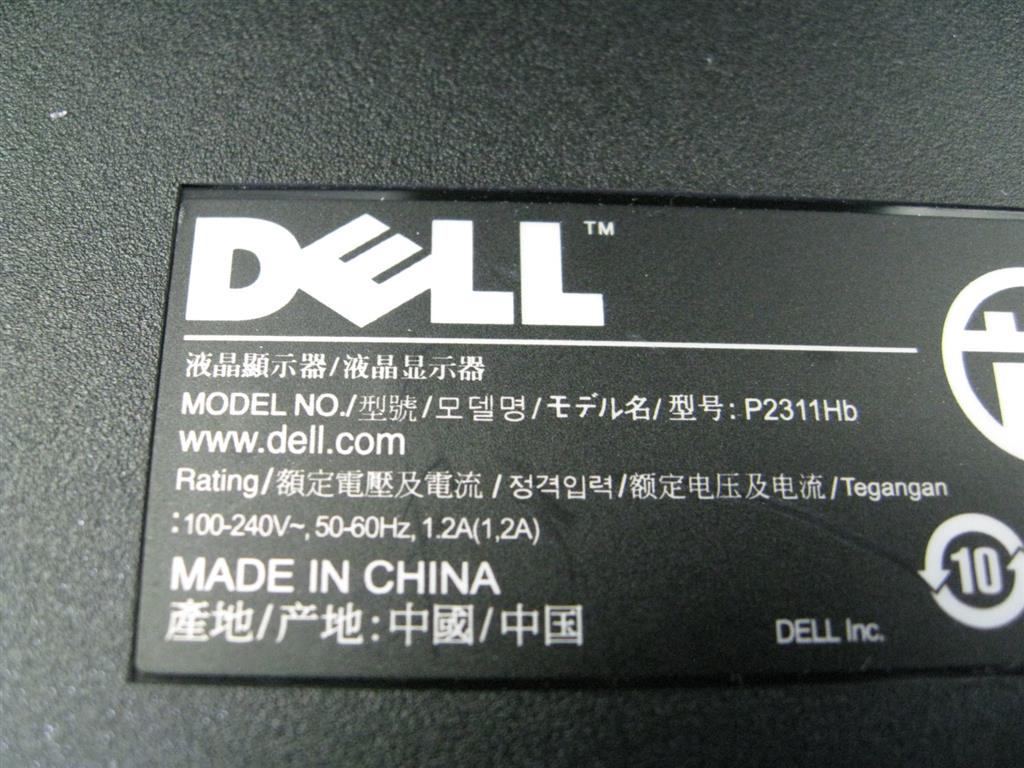 DELL™
液晶顯示器/液晶显示器
MODEL NO./型號/모델명/モデル名/型号: P2311Hb
www.dell.com
Rating/額定電壓及電流/정격입력/额定电压及电流/Tegangan
:100-240V~, 50-60Hz, 1.2A(1,2A)
MADE IN CHINA
產地/产地:中國/中国
10
DELL Inc.